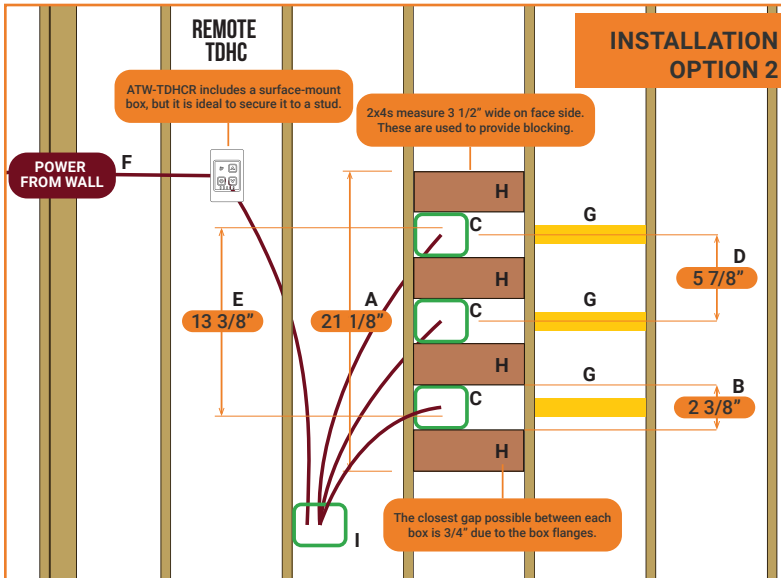 REMOTE
TDHC
INSTALLATION
OPTION 2
ATW-TDHCR includes a surface-mount
box, but it is ideal to secure it to a stud.
2x4s measure 3 1/2” wide on face side.
These are used to provide blocking.
POWER
FROM WALL
F
H
C
G
D
5 7/8”
H
E
13 3/8”
A
21 1/8”
C
G
H
G
B
2 3/8”
C
H
The closest gap possible between each
box is 3/4” due to the box flanges.
I